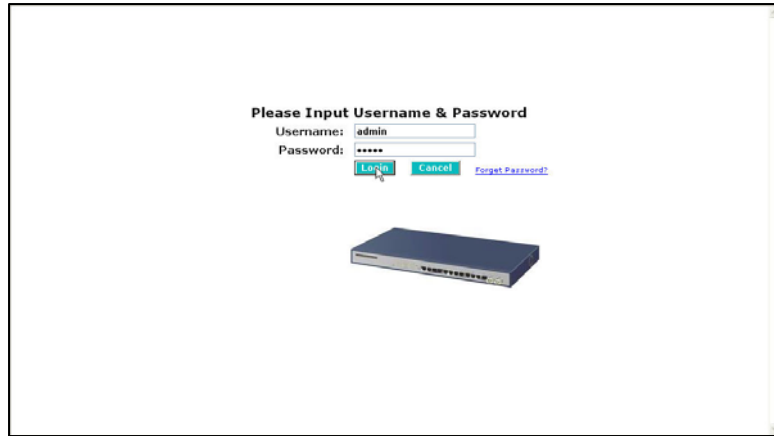 Please Input Username & Password
Username: admin
Password: •••••
Login Cancel Forget Password?